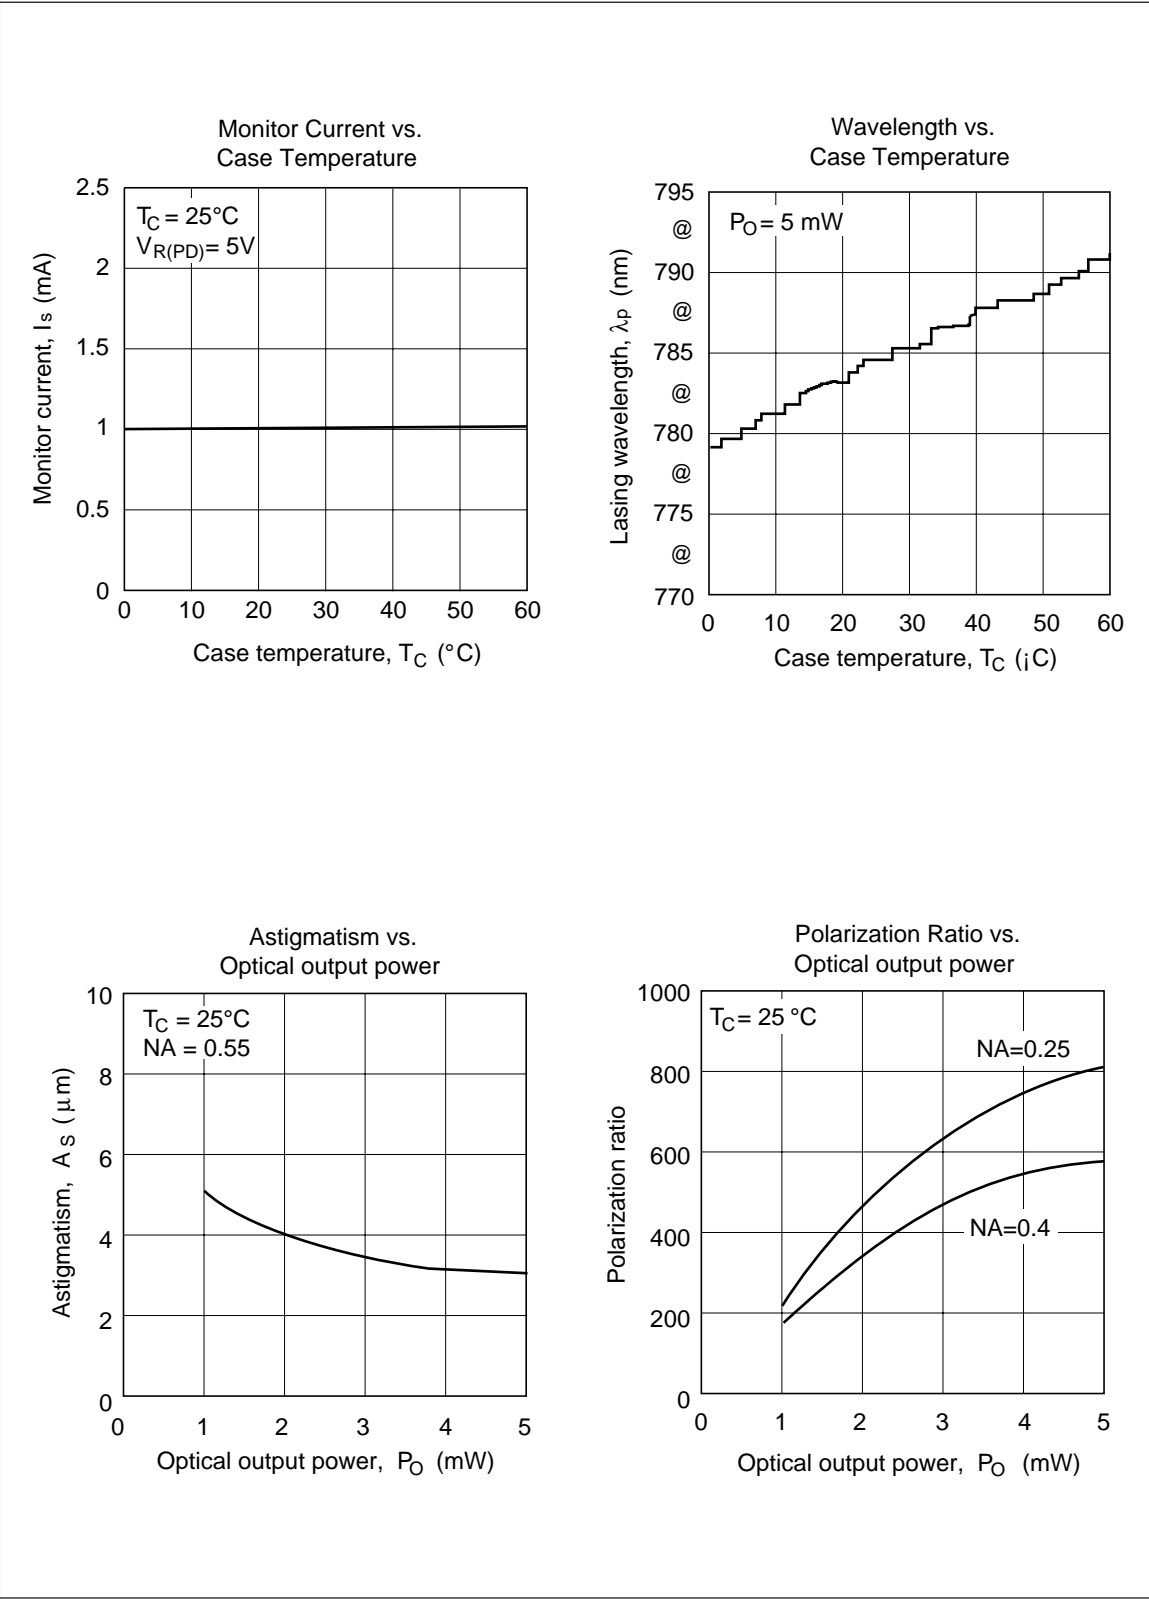 Monitor Current vs.
Case Temperature
2.5
2
1.5
1
0.5
0
TC = 25°C
VR(PD)= 5V
Monitor current, Is (mA)
0 10 20 30 40 50 60
Case temperature, TC (°C)
Wavelength vs.
Case Temperature
795
@
790
@
785
@
780
@
775
@
770
PO= 5 mW
Lasing wavelength, λp (nm)
0 10 20 30 40 50 60
Case temperature, TC (¡C)
Astigmatism vs.
Optical output power
10
8
6
4
2
0
TC = 25°C
NA = 0.55
Astigmatism, AS (μm)
0 1 2 3 4 5
Optical output power, PO (mW)
Polarization Ratio vs.
Optical output power
1000
800
600
400
200
0
TC= 25 °C
NA=0.25
NA=0.4
Polarization ratio
0 1 2 3 4 5
Optical output power, PO (mW)